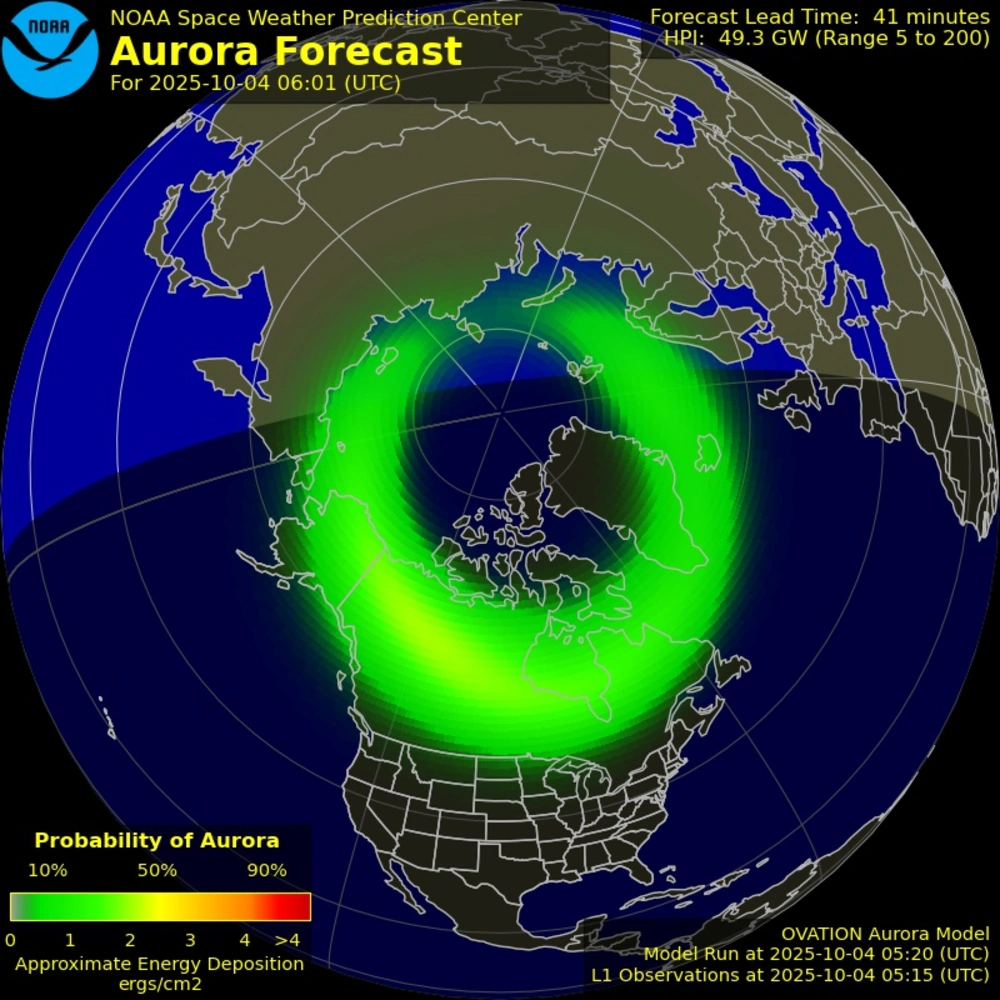 NOAA
NOAA Space Weather Prediction Center
Aurora Forecast
For 2025-10-04 06:01 (UTC)
Forecast Lead Time: 41 minutes
HPI: 49.3 GW (Range 5 to 200)
Probability of Aurora
10% 50% 90%
0 1 2 3 4 >4
Approximate Energy Deposition
ergs/cm2
OVATION Aurora Model
Model Run at 2025-10-04 05:20 (UTC)
L1 Observations at 2025-10-04 05:15 (UTC)